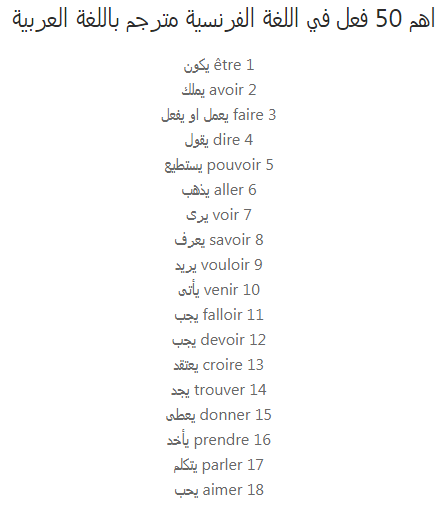 اهم 50 فعل في اللغة الفرنسية مترجم باللغة العربية
1 être يكون
2 avoir يملك
3 faire يعمل او يفعل
4 dire يقول
5 pouvoir يستطيع
6 aller يذهب
7 voir يرى
8 savoir يعرف
9 vouloir يريد
10 venir يأتى
11 falloir يجب
12 devoir يجب
13 croire يعتقد
14 trouver يجد
15 donner يعطى
16 prendre يأخد
17 parler يتكلم
18 aimer يحب